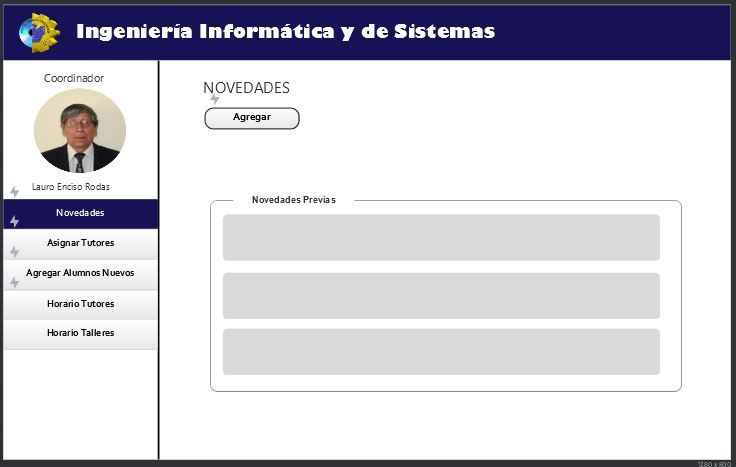 Ingeniería Informática y de Sistemas
Coordinador
Lauro Enciso Rodas
Novedades
Asignar Tutores
Agregar Alumnos Nuevos
Horario Tutores
Horario Talleres
NOVEDADES
Agregar
Novedades Previas
1280 x 800